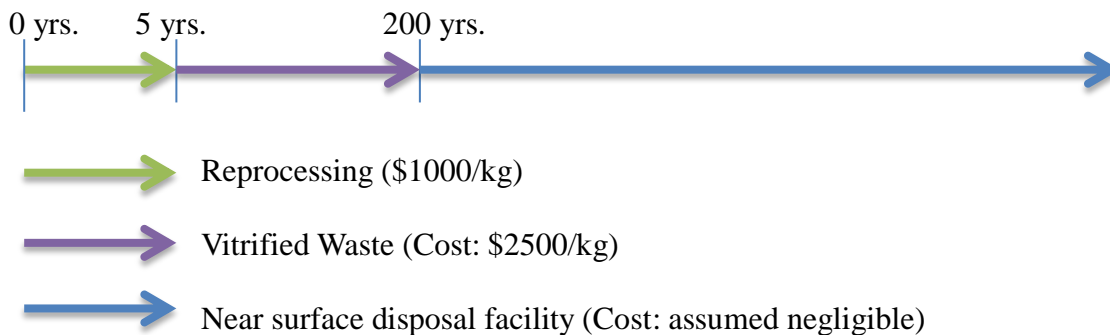 0 yrs. 5 yrs. 200 yrs.
Reprocessing ($1000/kg)
Vitrified Waste (Cost: $2500/kg)
Near surface disposal facility (Cost: assumed negligible)